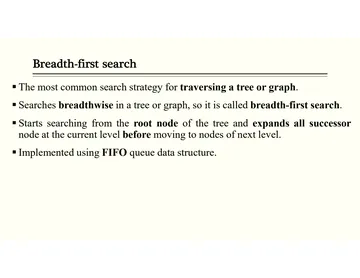 Breadth-first search
▪ The most common search strategy for traversing a tree or graph.
▪ Searches breadthwise in a tree or graph, so it is called breadth-first search.
▪ Starts searching from the root node of the tree and expands all successor
node at the current level before moving to nodes of next level.
▪ Implemented using FIFO queue data structure.